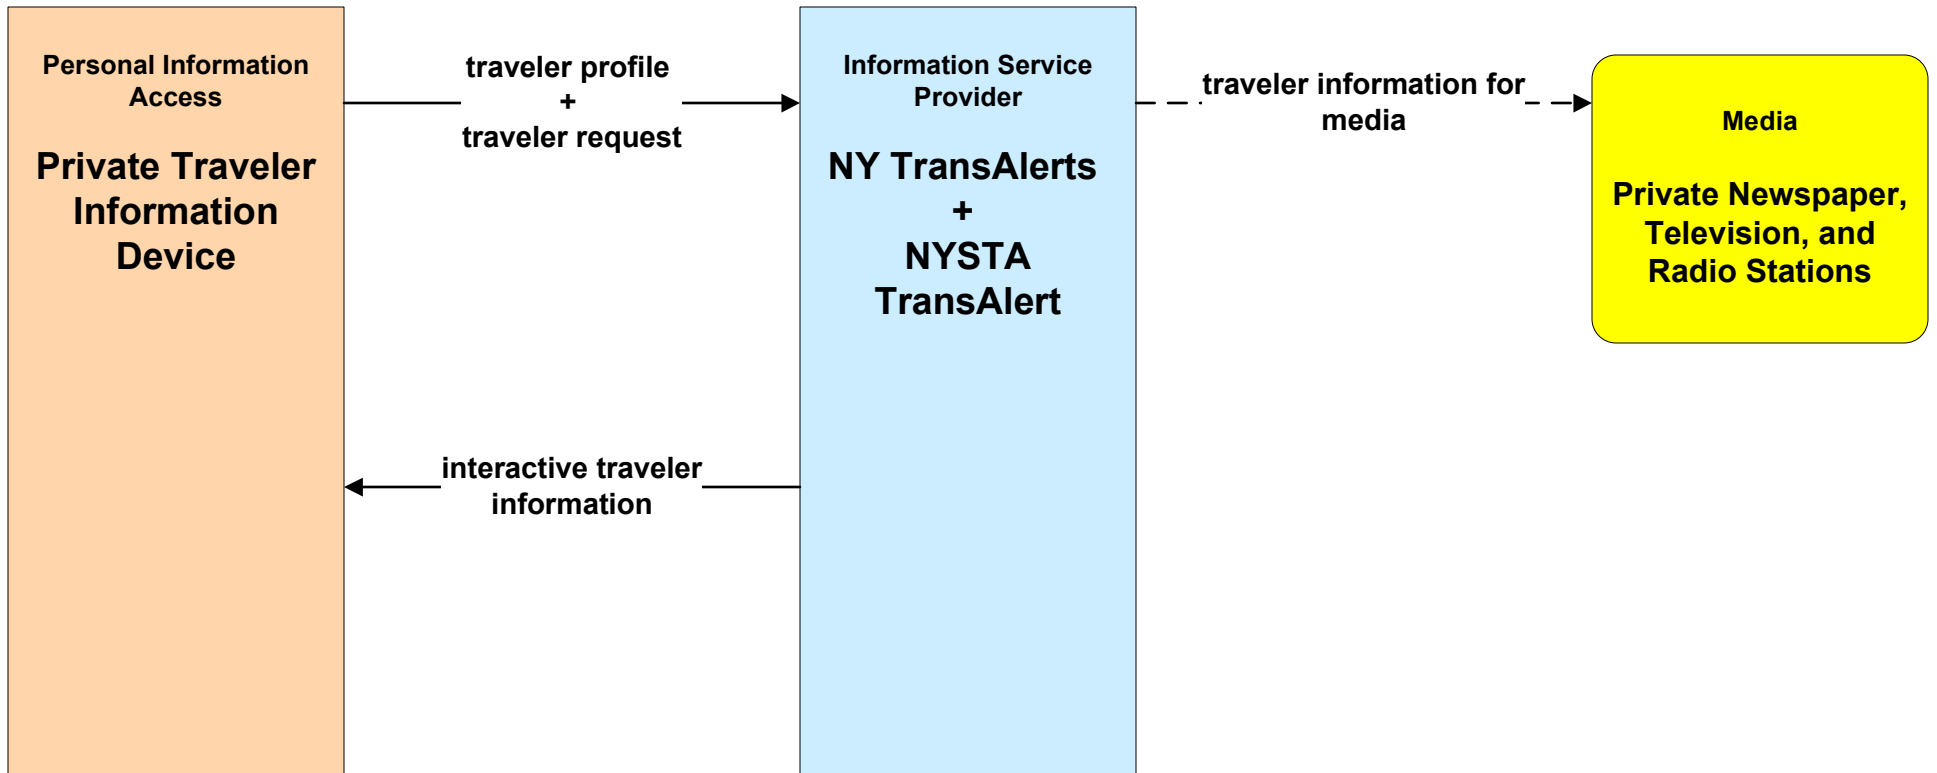 Personal Information
Access
Private Traveler
Information
Device
traveler profile
+
traveler request
Information Service
Provider
NY TransAlerts
+
NYSTA
TransAlert
traveler information for
media
Media
Private Newspaper,
Television, and
Radio Stations
interactive traveler
information